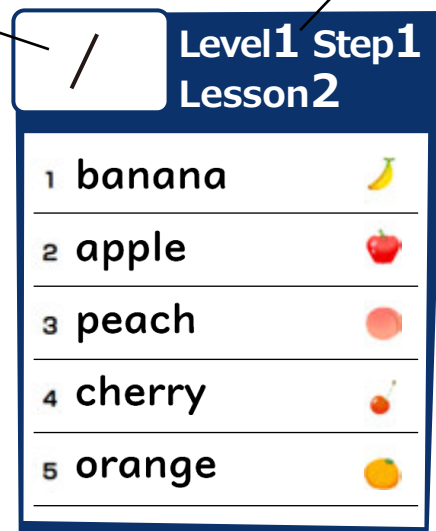 /
Level1 Step1
Lesson2
1 banana
2 apple
3 peach
4 cherry
5 orange